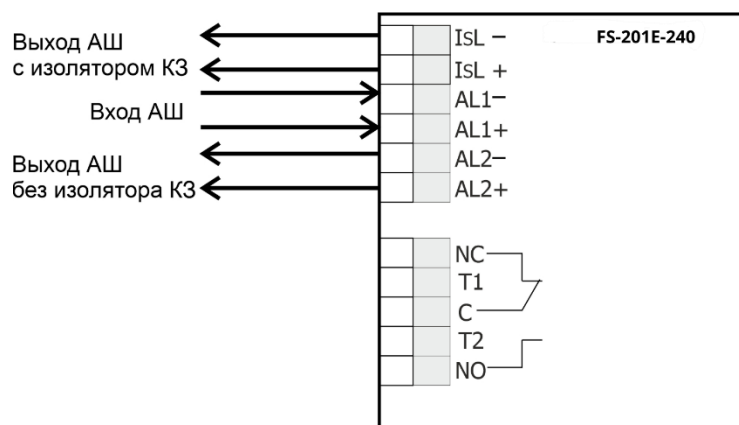 Выход АШ
с изолятором КЗ
Вход АШ
Выход АШ
без изолятора КЗ
FS-201E-240
IsL −
IsL +
AL1−
AL1+
AL2−
AL2+
NC
T1
C
T2
NO